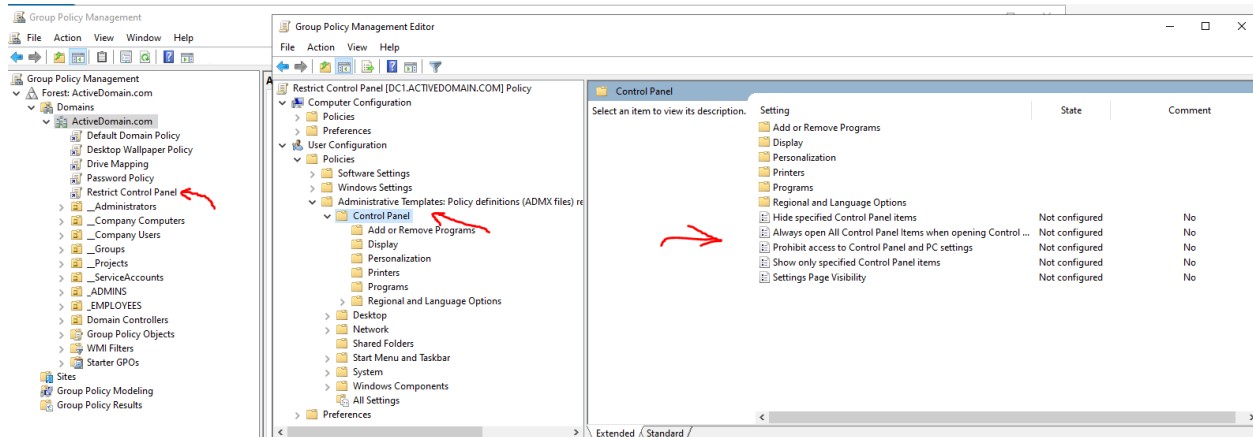 Group Policy Management
File Action View Window Help
Group Policy Management
Forest: ActiveDomain.com
Domains
ActiveDomain.com
Default Domain Policy
Desktop Wallpaper Policy
Drive Mapping
Password Policy
Restrict Control Panel
__Administrators
__Company Computers
__Company Users
__Groups
__Projects
__ServiceAccounts
_ADMINS
_EMPLOYEES
Domain Controllers
Group Policy Objects
WMI Filters
Starter GPOs
Sites
Group Policy Modeling
Group Policy Results
A
Group Policy Management Editor
File Action View Help
Restrict Control Panel [DC1.ACTIVEDOMAIN.COM] Policy
Computer Configuration
Policies
Preferences
User Configuration
Policies
Software Settings
Windows Settings
Administrative Templates: Policy definitions (ADMX files) re
Control Panel
Add or Remove Programs
Display
Personalization
Printers
Programs
Regional and Language Options
Desktop
Network
Shared Folders
Start Menu and Taskbar
System
Windows Components
All Settings
Preferences
Control Panel
Select an item to view its description.
Setting State Comment
Add or Remove Programs
Display
Personalization
Printers
Programs
Regional and Language Options
Hide specified Control Panel items Not configured No
Always open All Control Panel Items when opening Control ... Not configured No
Prohibit access to Control Panel and PC settings Not configured No
Show only specified Control Panel items Not configured No
Settings Page Visibility Not configured No
Extended Standard